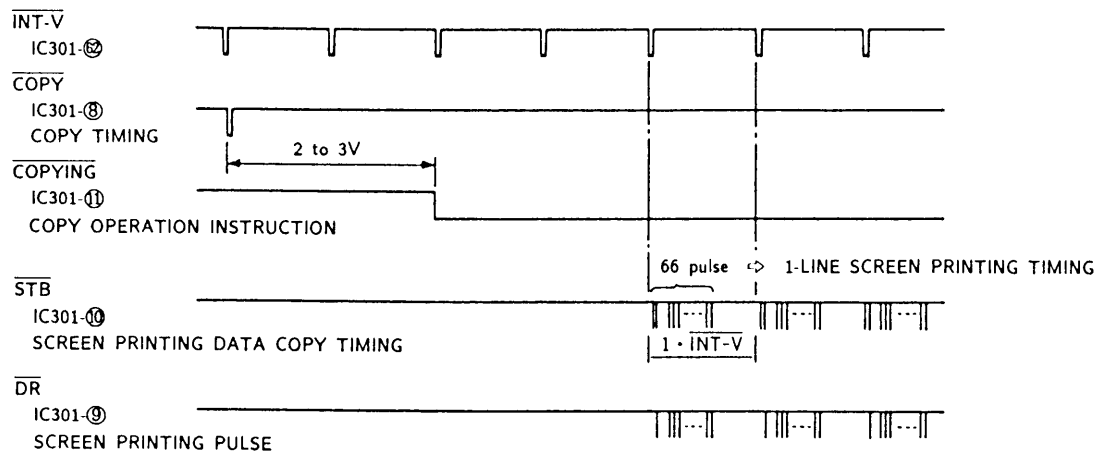 INT-V
IC301-62
COPY
IC301-⑧
COPY TIMING
2 to 3V
COPYING
IC301-⑪
COPY OPERATION INSTRUCTION
66 pulse ⇨ 1-LINE SCREEN PRINTING TIMING
STB
IC301-⑩
SCREEN PRINTING DATA COPY TIMING
1 · INT-V
DR
IC301-⑨
SCREEN PRINTING PULSE